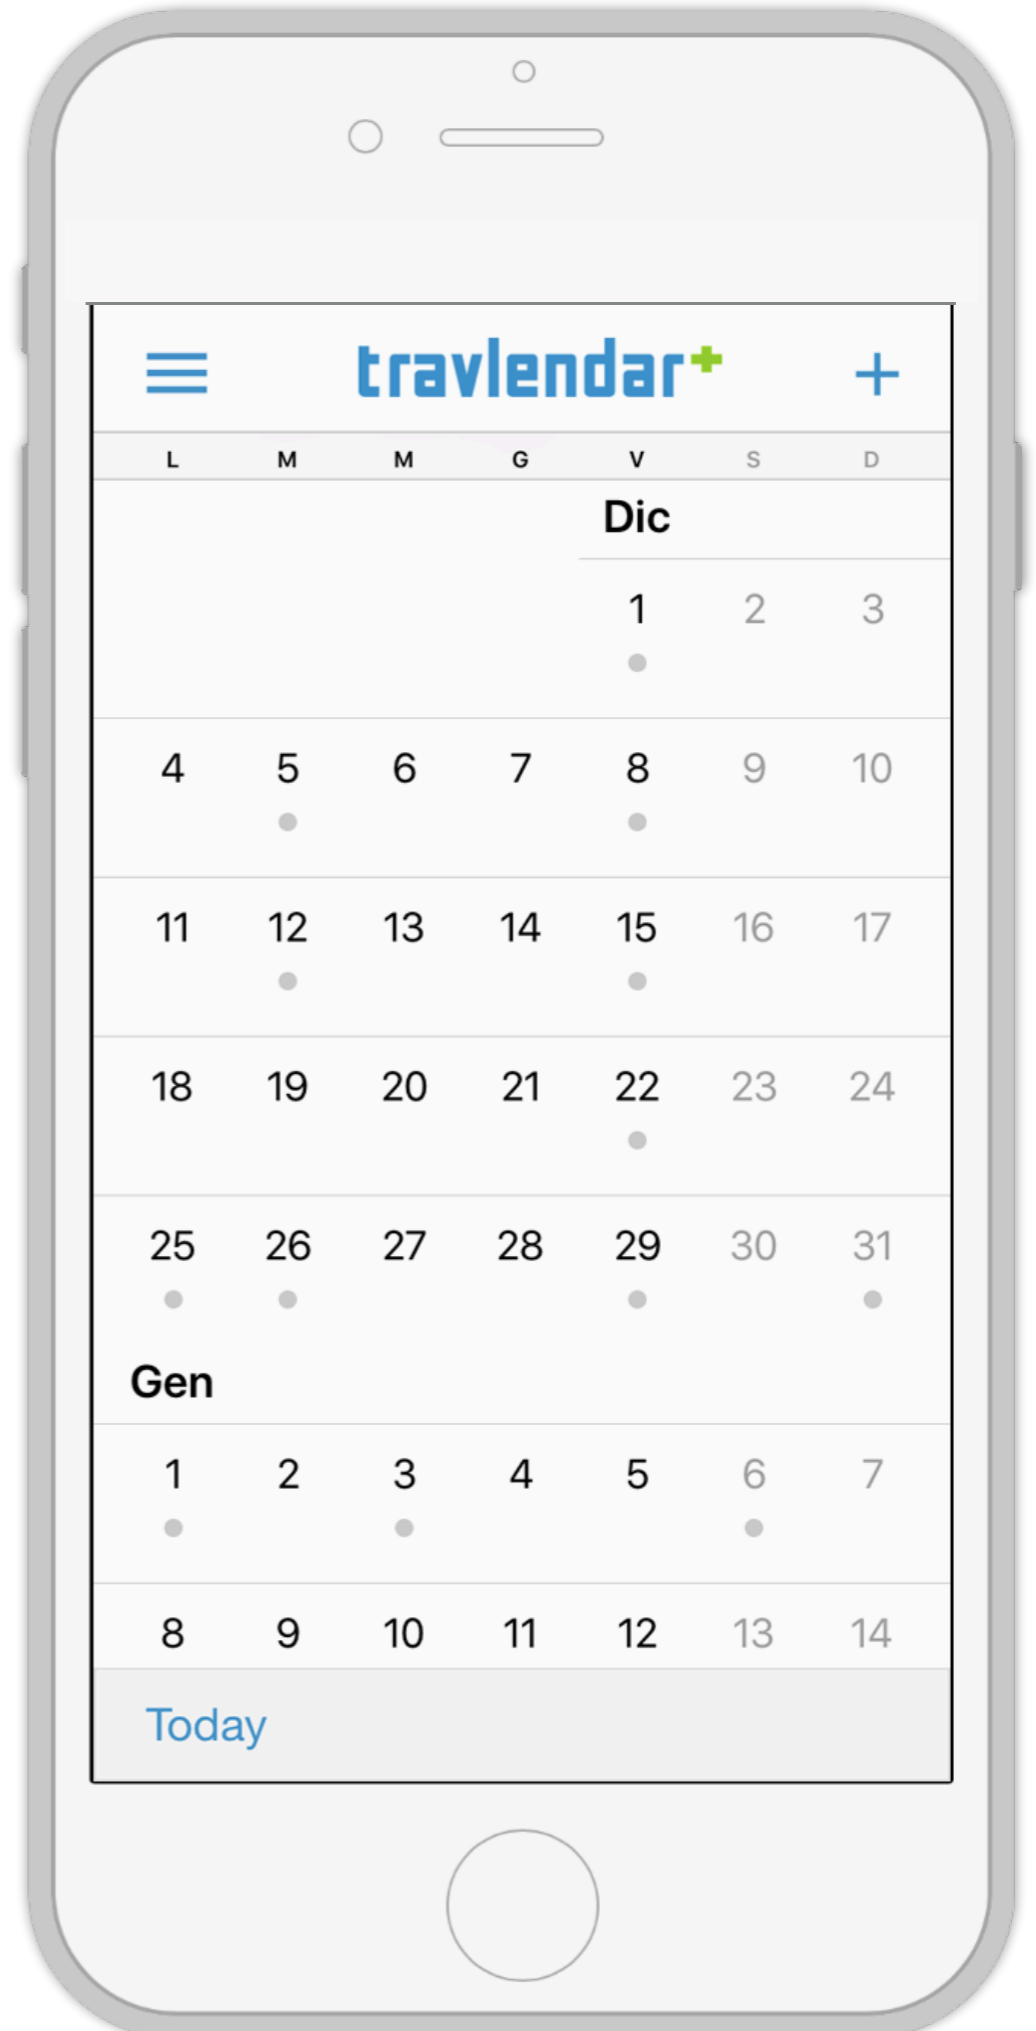 travlendar+
L M M G V S D
Dic
1 2 3
4 5 6 7 8 9 10
11 12 13 14 15 16 17
18 19 20 21 22 23 24
25 26 27 28 29 30 31
Gen
1 2 3 4 5 6 7
8 9 10 11 12 13 14
Today